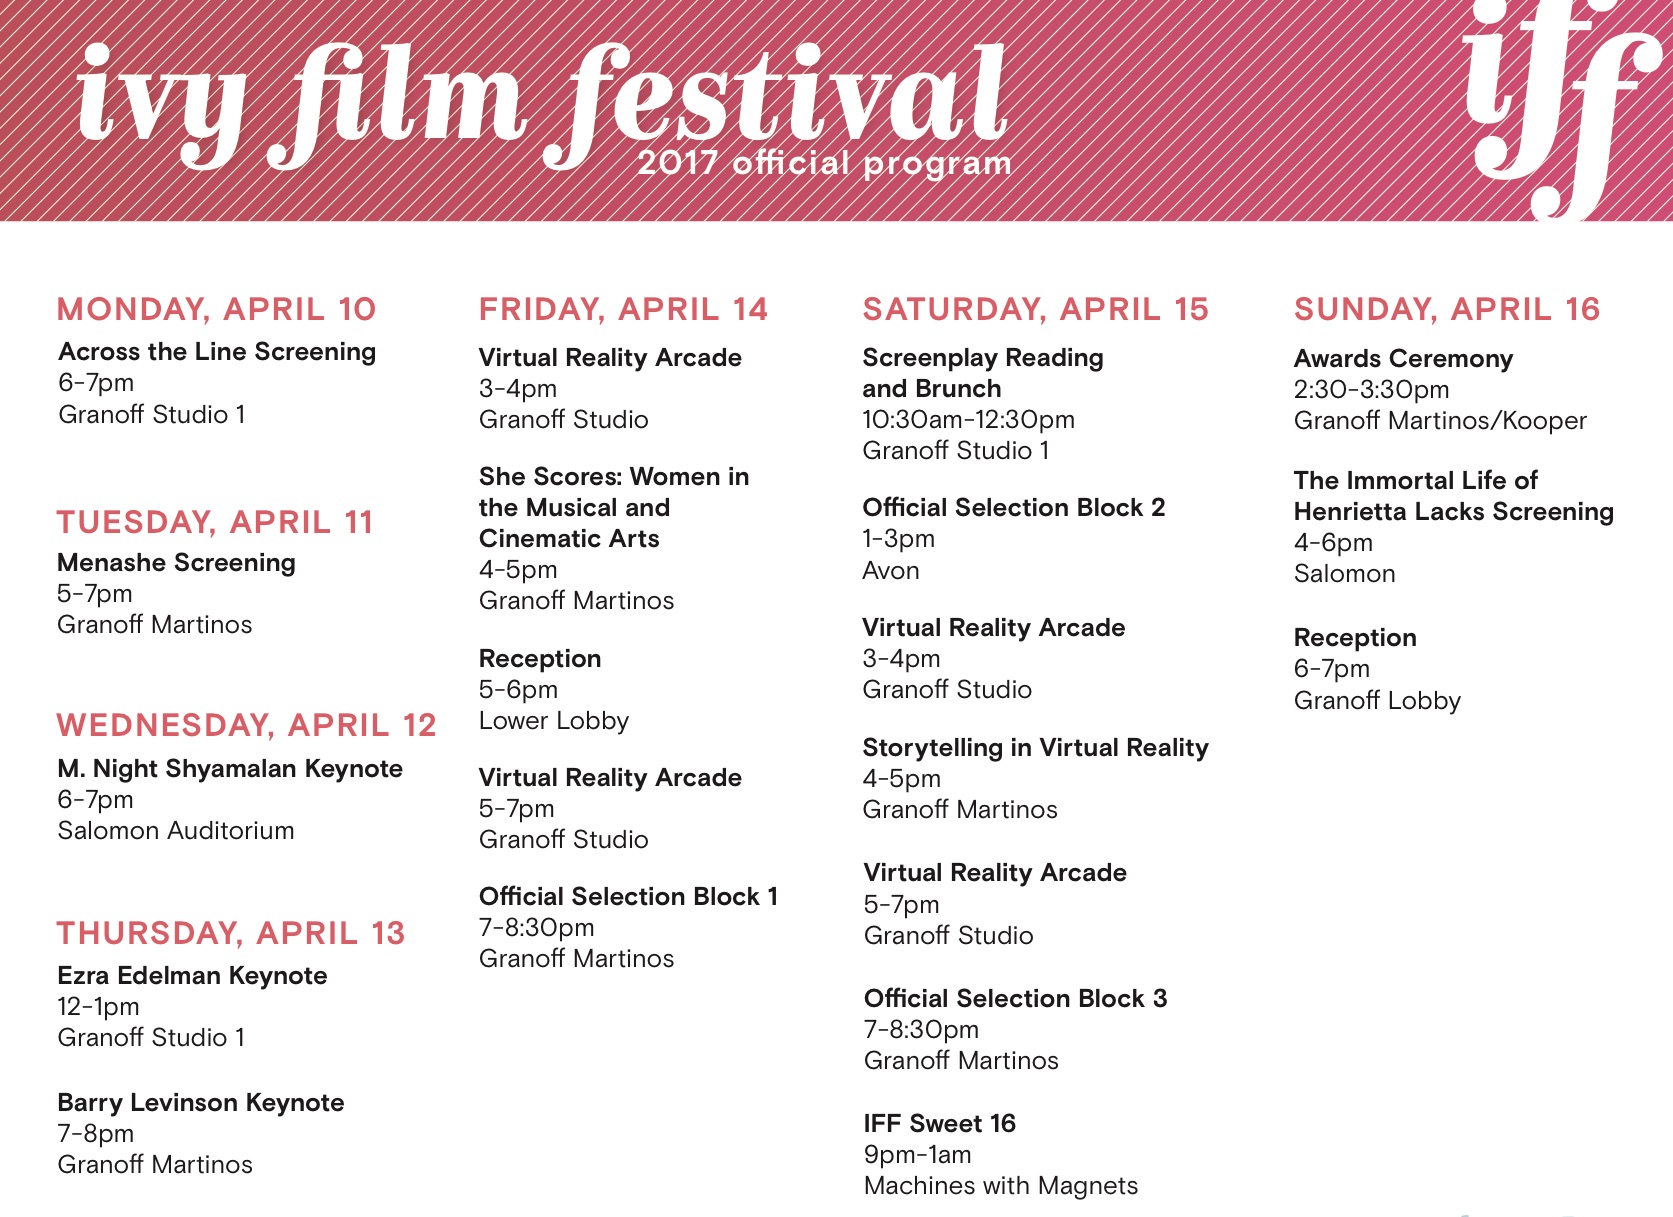 ivy film festival
2017 official program
iff
MONDAY, APRIL 10
Across the Line Screening
6-7pm
Granoff Studio 1
TUESDAY, APRIL 11
Menashe Screening
5-7pm
Granoff Martinos
WEDNESDAY, APRIL 12
M. Night Shyamalan Keynote
6-7pm
Salomon Auditorium
THURSDAY, APRIL 13
Ezra Edelman Keynote
12-1pm
Granoff Studio 1
Barry Levinson Keynote
7-8pm
Granoff Martinos
FRIDAY, APRIL 14
Virtual Reality Arcade
3-4pm
Granoff Studio
She Scores: Women in
the Musical and
Cinematic Arts
4-5pm
Granoff Martinos
Reception
5-6pm
Lower Lobby
Virtual Reality Arcade
5-7pm
Granoff Studio
Official Selection Block 1
7-8:30pm
Granoff Martinos
SATURDAY, APRIL 15
Screenplay Reading
and Brunch
10:30am-12:30pm
Granoff Studio 1
Official Selection Block 2
1-3pm
Avon
Virtual Reality Arcade
3-4pm
Granoff Studio
Storytelling in Virtual Reality
4-5pm
Granoff Martinos
Virtual Reality Arcade
5-7pm
Granoff Studio
Official Selection Block 3
7-8:30pm
Granoff Martinos
IFF Sweet 16
9pm-1am
Machines with Magnets
SUNDAY, APRIL 16
Awards Ceremony
2:30-3:30pm
Granoff Martinos/Kooper
The Immortal Life of
Henrietta Lacks Screening
4-6pm
Salomon
Reception
6-7pm
Granoff Lobby